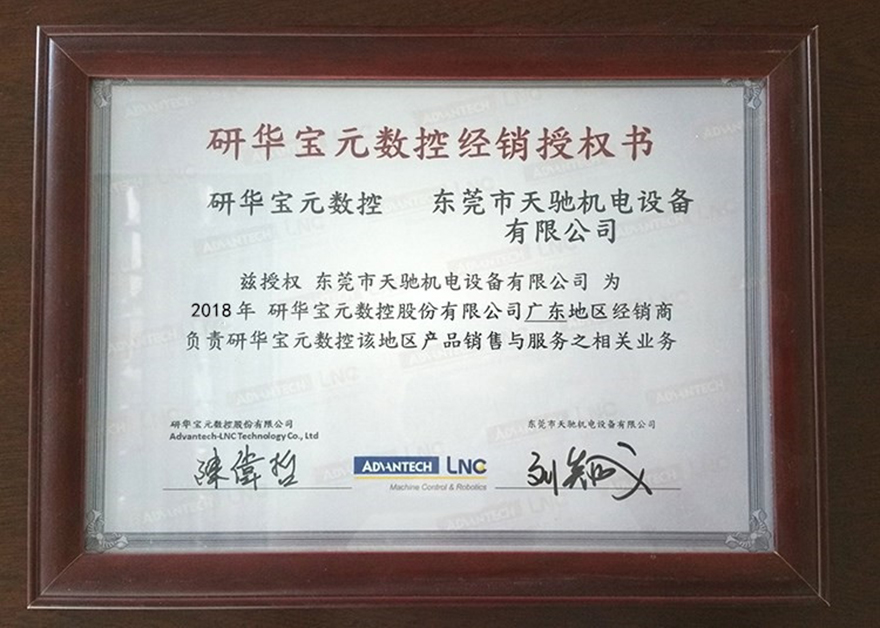 研华宝元数控经销授权书
研华宝元数控 东莞市天驰机电设备
有限公司
兹授权 东莞市天驰机电设备有限公司 为
2018年 研华宝元数控股份有限公司广东地区经销商
负责研华宝元数控该地区产品销售与服务之相关业务
研华宝元数控股份有限公司
Advantech-LNC Technology Co., Ltd
东莞市天驰机电设备有限公司
陳偉哲
ADVANTECH LNC
Machine Control & Robotics